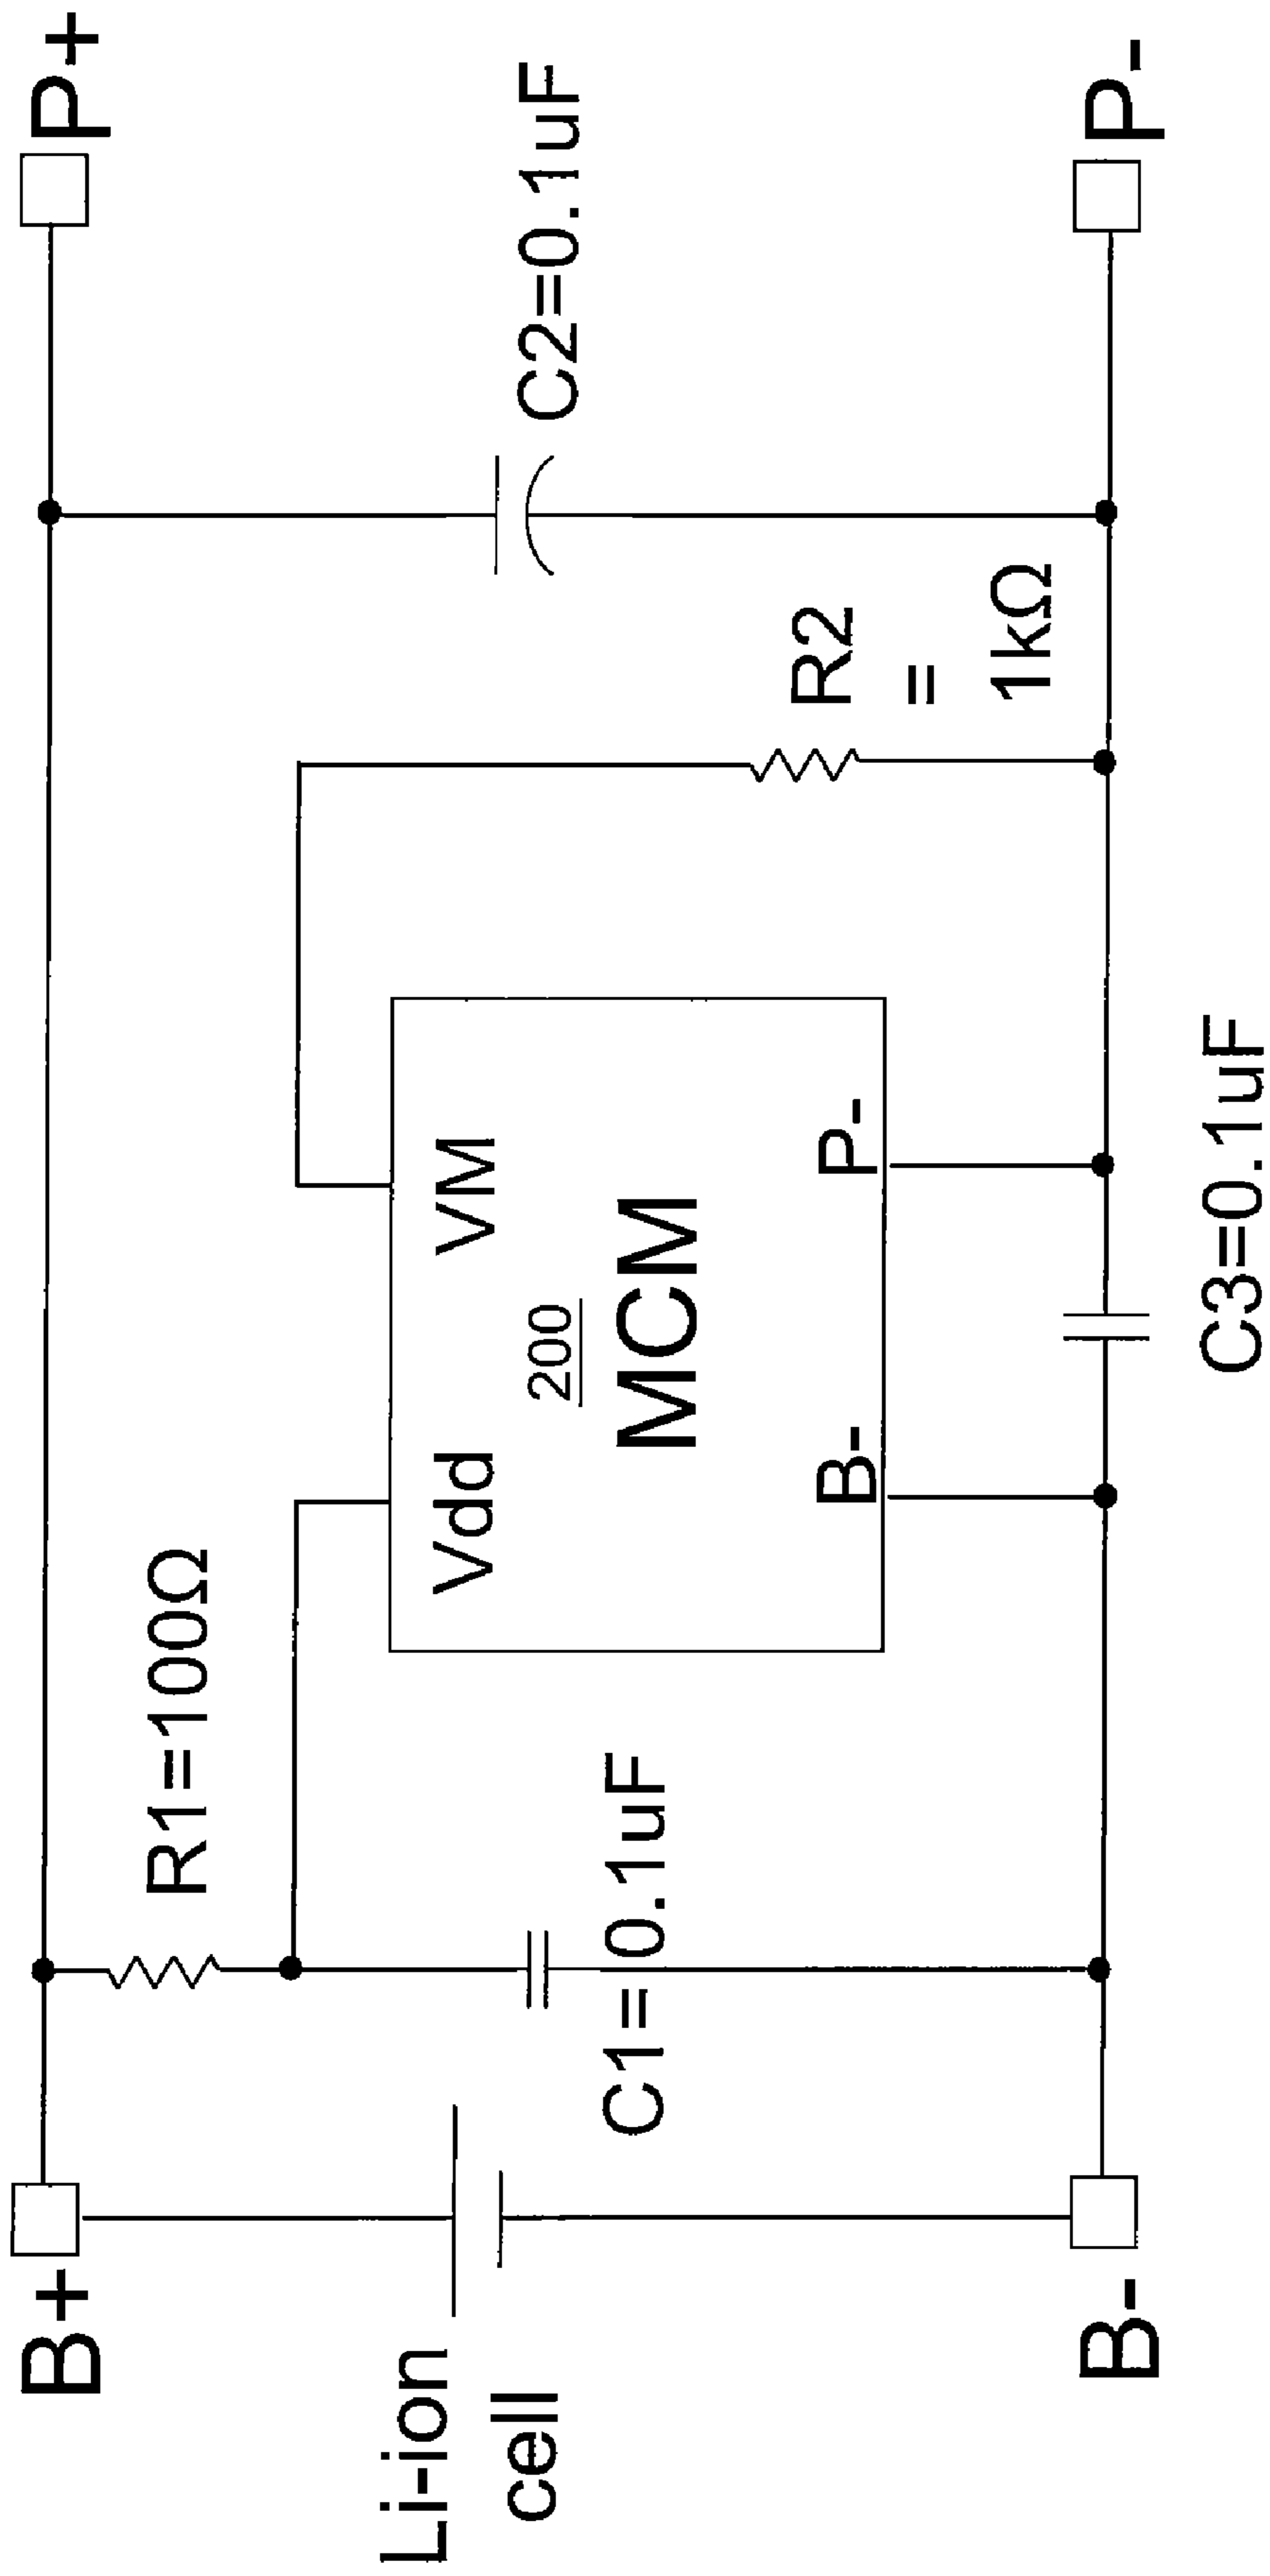 B+
P+
R1=100Ω
Vdd
VM
Li-ion
cell
200
MCM
C2=0.1uF
C1=0.1uF
R2
=
1kΩ
B-
P-
B-
P-
C3=0.1uF